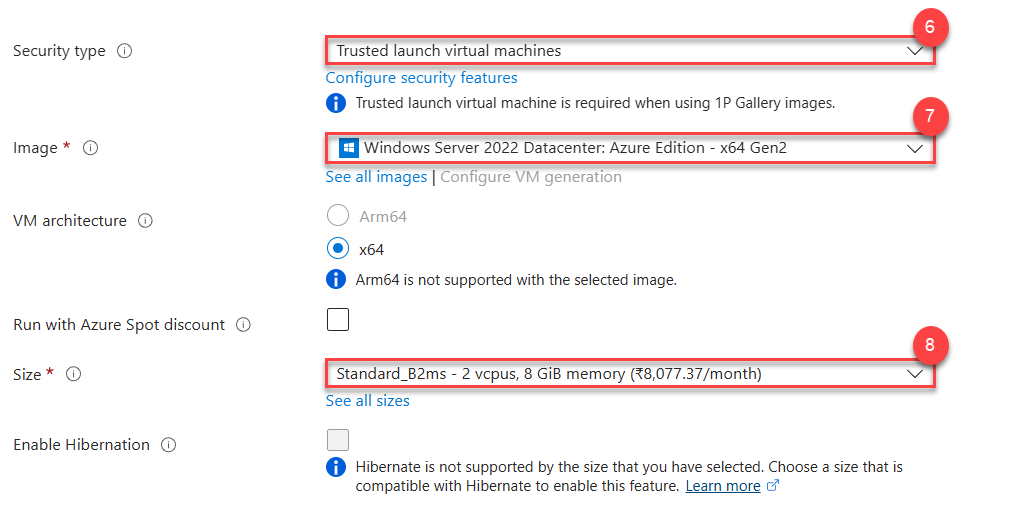 6
Security type
Trusted launch virtual machines
Configure security features
Trusted launch virtual machine is required when using 1P Gallery images.
7
Image *
Windows Server 2022 Datacenter: Azure Edition - x64 Gen2
See all images | Configure VM generation
VM architecture
Arm64
x64
Arm64 is not supported with the selected image.
Run with Azure Spot discount
8
Size *
Standard_B2ms - 2 vcpus, 8 GiB memory (₹8,077.37/month)
See all sizes
Enable Hibernation
Hibernate is not supported by the size that you have selected. Choose a size that is
compatible with Hibernate to enable this feature. Learn more